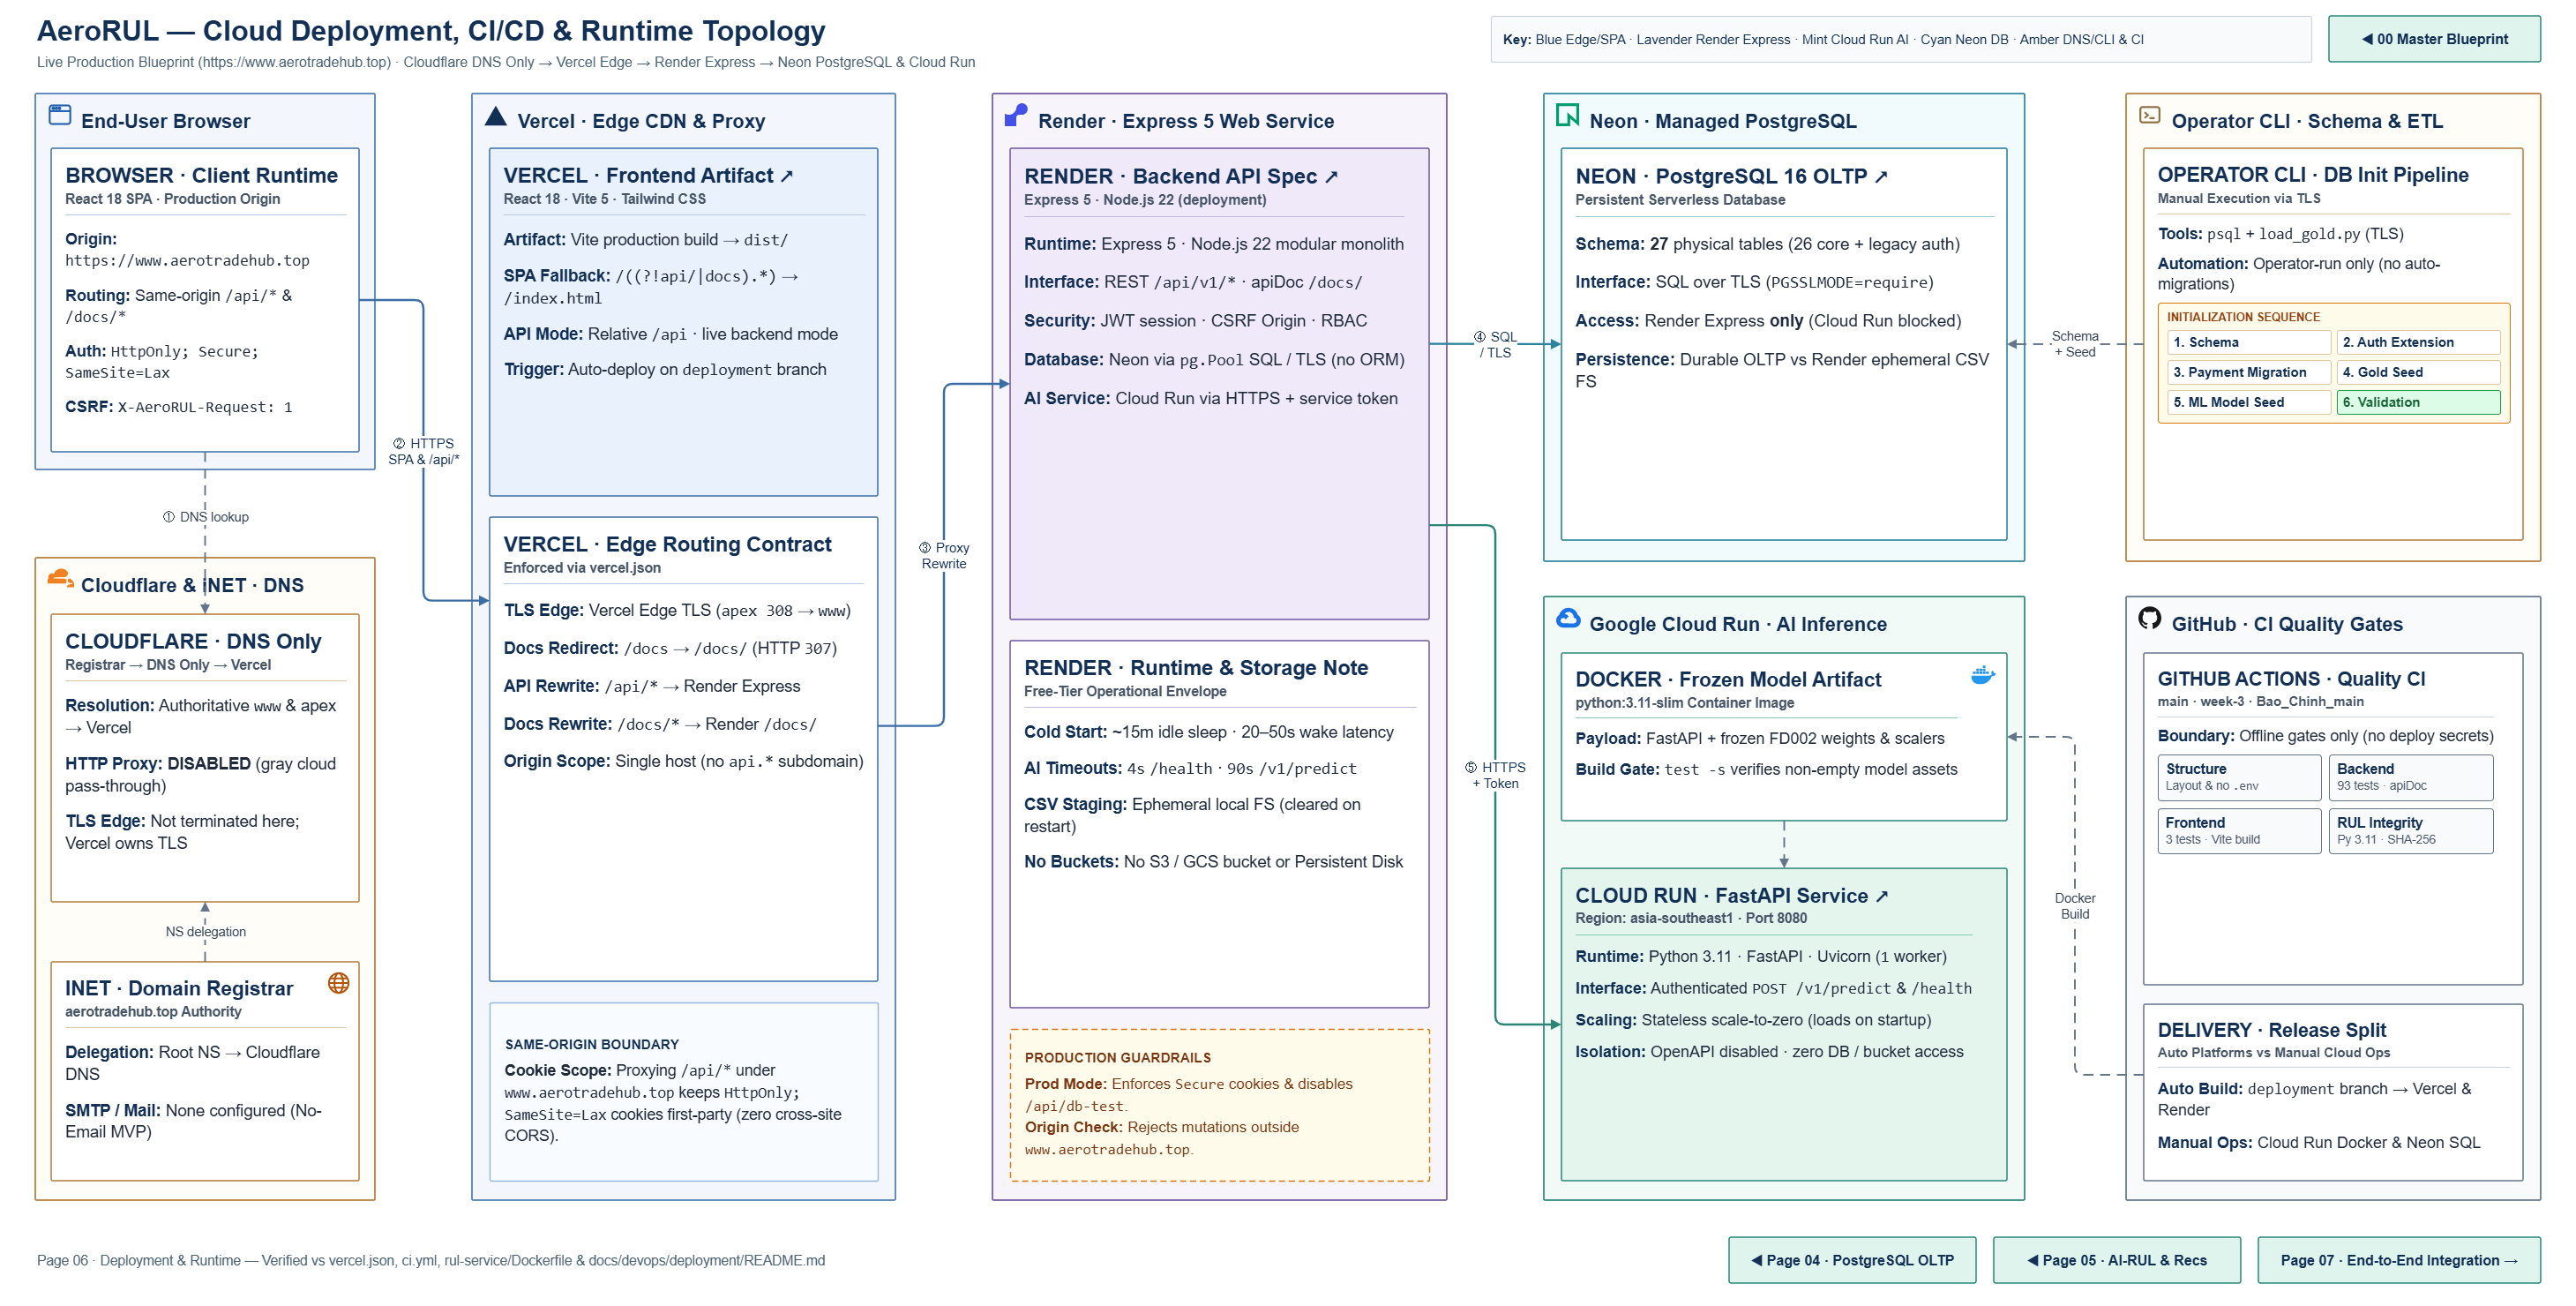 AeroRUL — Cloud Deployment, CI/CD & Runtime Topology
Live Production Blueprint (https://www.aerotradehub.top) · Cloudflare DNS Only → Vercel Edge → Render Express → Neon PostgreSQL & Cloud Run
Key: Blue Edge/SPA · Lavender Render Express · Mint Cloud Run AI · Cyan Neon DB · Amber DNS/CLI & CI
◀ 00 Master Blueprint
End-User Browser
BROWSER · Client Runtime
React 18 SPA · Production Origin
Origin:
https://www.aerotradehub.top
Routing: Same-origin /api/* &
/docs/*
Auth: HttpOnly; Secure;
SameSite=Lax
CSRF: X-AeroRUL-Request: 1
① DNS lookup
Cloudflare & iNET · DNS
CLOUDFLARE · DNS Only
Registrar → DNS Only → Vercel
Resolution: Authoritative www & apex
→ Vercel
HTTP Proxy: DISABLED (gray cloud
pass-through)
TLS Edge: Not terminated here;
Vercel owns TLS
NS delegation
INET · Domain Registrar
aerotradehub.top Authority
Delegation: Root NS → Cloudflare
DNS
SMTP / Mail: None configured (No-
Email MVP)
② HTTPS
SPA & /api/*
Vercel · Edge CDN & Proxy
VERCEL · Frontend Artifact ↗
React 18 · Vite 5 · Tailwind CSS
Artifact: Vite production build → dist/
SPA Fallback: /((?!api/|docs).*) →
/index.html
API Mode: Relative /api · live backend mode
Trigger: Auto-deploy on deployment branch
VERCEL · Edge Routing Contract
Enforced via vercel.json
TLS Edge: Vercel Edge TLS (apex 308 → www)
Docs Redirect: /docs → /docs/ (HTTP 307)
API Rewrite: /api/* → Render Express
Docs Rewrite: /docs/* → Render /docs/
Origin Scope: Single host (no api.* subdomain)
SAME-ORIGIN BOUNDARY
Cookie Scope: Proxying /api/* under
www.aerotradehub.top keeps HttpOnly;
SameSite=Lax cookies first-party (zero cross-site
CORS).
③ Proxy
Rewrite
Render · Express 5 Web Service
RENDER · Backend API Spec ↗
Express 5 · Node.js 22 (deployment)
Runtime: Express 5 · Node.js 22 modular monolith
Interface: REST /api/v1/* · apiDoc /docs/
Security: JWT session · CSRF Origin · RBAC
Database: Neon via pg.Pool SQL / TLS (no ORM)
AI Service: Cloud Run via HTTPS + service token
RENDER · Runtime & Storage Note
Free-Tier Operational Envelope
Cold Start: ~15m idle sleep · 20–50s wake latency
AI Timeouts: 4s /health · 90s /v1/predict
CSV Staging: Ephemeral local FS (cleared on
restart)
No Buckets: No S3 / GCS bucket or Persistent Disk
PRODUCTION GUARDRAILS
Prod Mode: Enforces Secure cookies & disables
/api/db-test.
Origin Check: Rejects mutations outside
www.aerotradehub.top.
④ SQL
/ TLS
⑤ HTTPS
+ Token
Neon · Managed PostgreSQL
NEON · PostgreSQL 16 OLTP ↗
Persistent Serverless Database
Schema: 27 physical tables (26 core + legacy auth)
Interface: SQL over TLS (PGSSLMODE=require)
Access: Render Express only (Cloud Run blocked)
Persistence: Durable OLTP vs Render ephemeral CSV
FS
Google Cloud Run · AI Inference
DOCKER · Frozen Model Artifact
python:3.11-slim Container Image
Payload: FastAPI + frozen FD002 weights & scalers
Build Gate: test -s verifies non-empty model assets
CLOUD RUN · FastAPI Service ↗
Region: asia-southeast1 · Port 8080
Runtime: Python 3.11 · FastAPI · Uvicorn (1 worker)
Interface: Authenticated POST /v1/predict & /health
Scaling: Stateless scale-to-zero (loads on startup)
Isolation: OpenAPI disabled · zero DB / bucket access
Schema
+ Seed
Docker
Build
Operator CLI · Schema & ETL
OPERATOR CLI · DB Init Pipeline
Manual Execution via TLS
Tools: psql + load_gold.py (TLS)
Automation: Operator-run only (no auto-
migrations)
INITIALIZATION SEQUENCE
1. Schema
2. Auth Extension
3. Payment Migration
4. Gold Seed
5. ML Model Seed
6. Validation
GitHub · CI Quality Gates
GITHUB ACTIONS · Quality CI
main · week-3 · Bao_Chinh_main
Boundary: Offline gates only (no deploy secrets)
Structure
Layout & no .env
Backend
93 tests · apiDoc
Frontend
3 tests · Vite build
RUL Integrity
Py 3.11 · SHA-256
DELIVERY · Release Split
Auto Platforms vs Manual Cloud Ops
Auto Build: deployment branch → Vercel &
Render
Manual Ops: Cloud Run Docker & Neon SQL
Page 06 · Deployment & Runtime — Verified vs vercel.json, ci.yml, rul-service/Dockerfile & docs/devops/deployment/README.md
◀ Page 04 · PostgreSQL OLTP
◀ Page 05 · AI-RUL & Recs
Page 07 · End-to-End Integration →